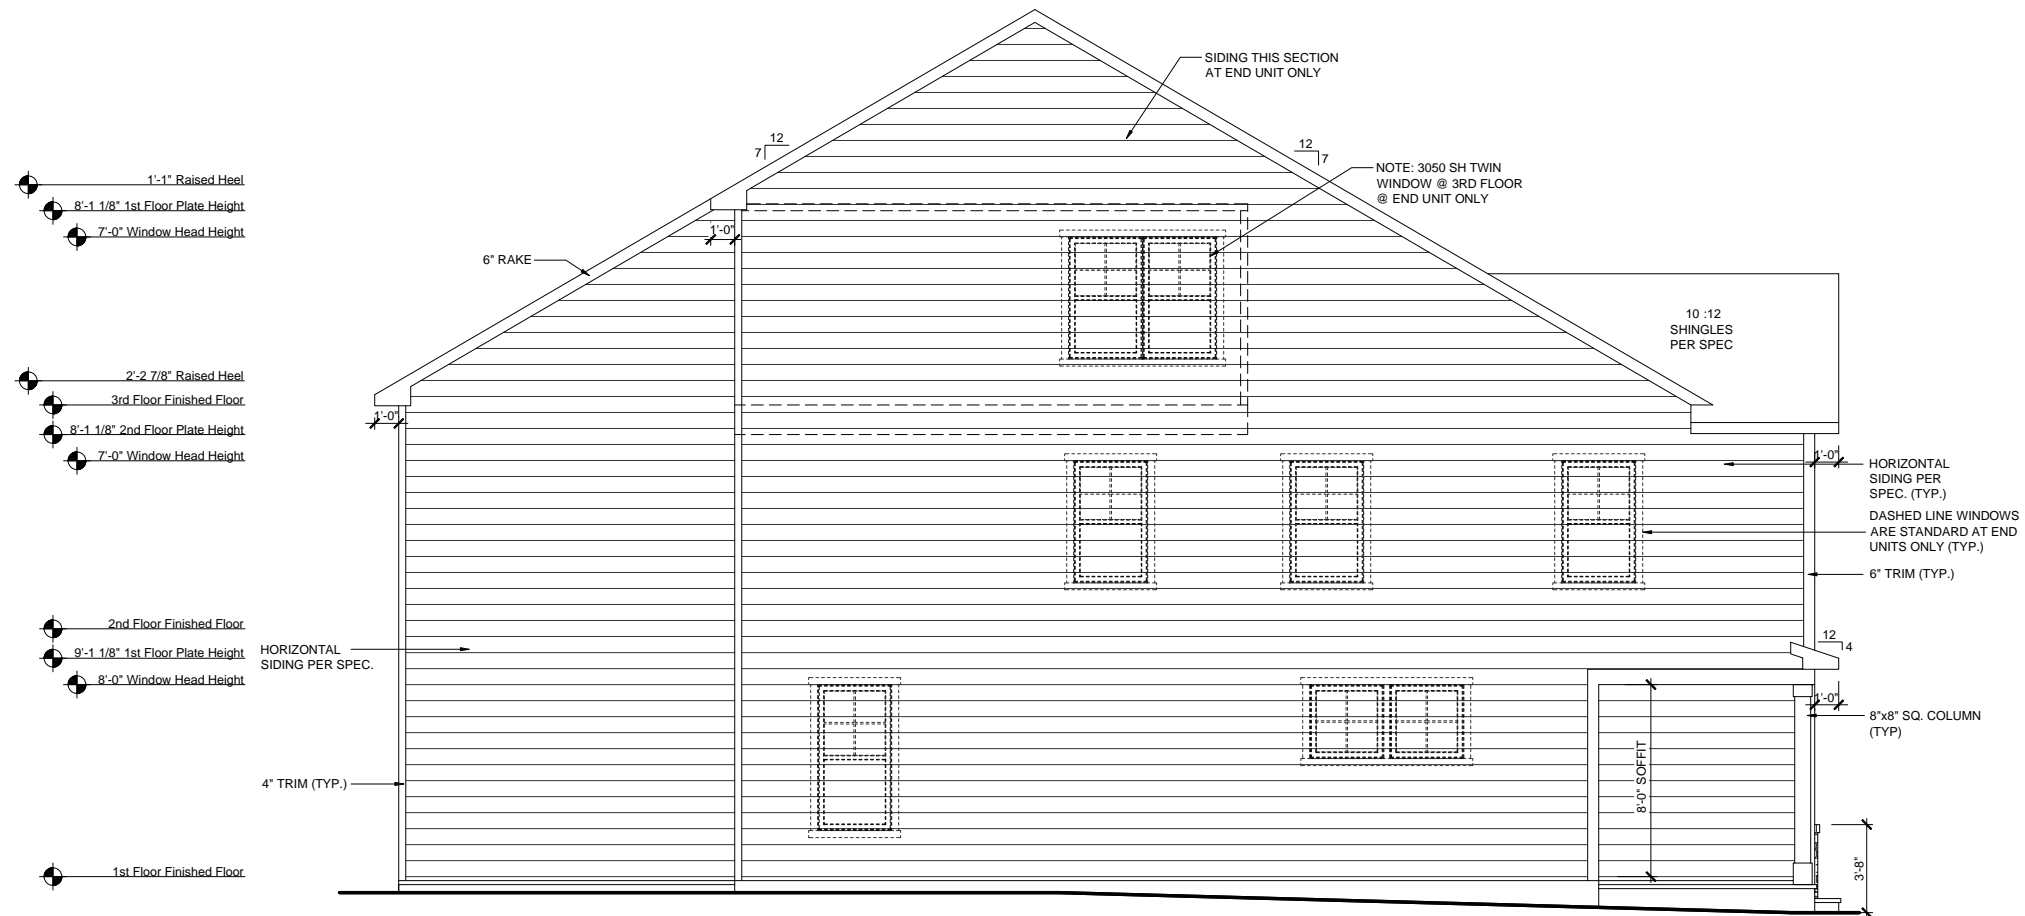 SIDING THIS SECTION
AT END UNIT ONLY
12
7
12
7
NOTE: 3050 SH TWIN
WINDOW @ 3RD FLOOR
@ END UNIT ONLY
1'-1" Raised Heel
8'-1 1/8" 1st Floor Plate Height
7'-0" Window Head Height
1'-0"
6" RAKE
10 :12
SHINGLES
PER SPEC
2'-2 7/8" Raised Heel
3rd Floor Finished Floor
8'-1 1/8" 2nd Floor Plate Height
7'-0" Window Head Height
1'-0"
1'-0"
HORIZONTAL
SIDING PER
SPEC. (TYP.)
DASHED LINE WINDOWS
ARE STANDARD AT END
UNITS ONLY (TYP.)
6" TRIM (TYP.)
2nd Floor Finished Floor
9'-1 1/8" 1st Floor Plate Height
8'-0" Window Head Height
HORIZONTAL
SIDING PER SPEC.
12
4
1'-0"
8"x8" SQ. COLUMN
(TYP)
8'-0" SOFFIT
4" TRIM (TYP.)
3'-8"
1st Floor Finished Floor